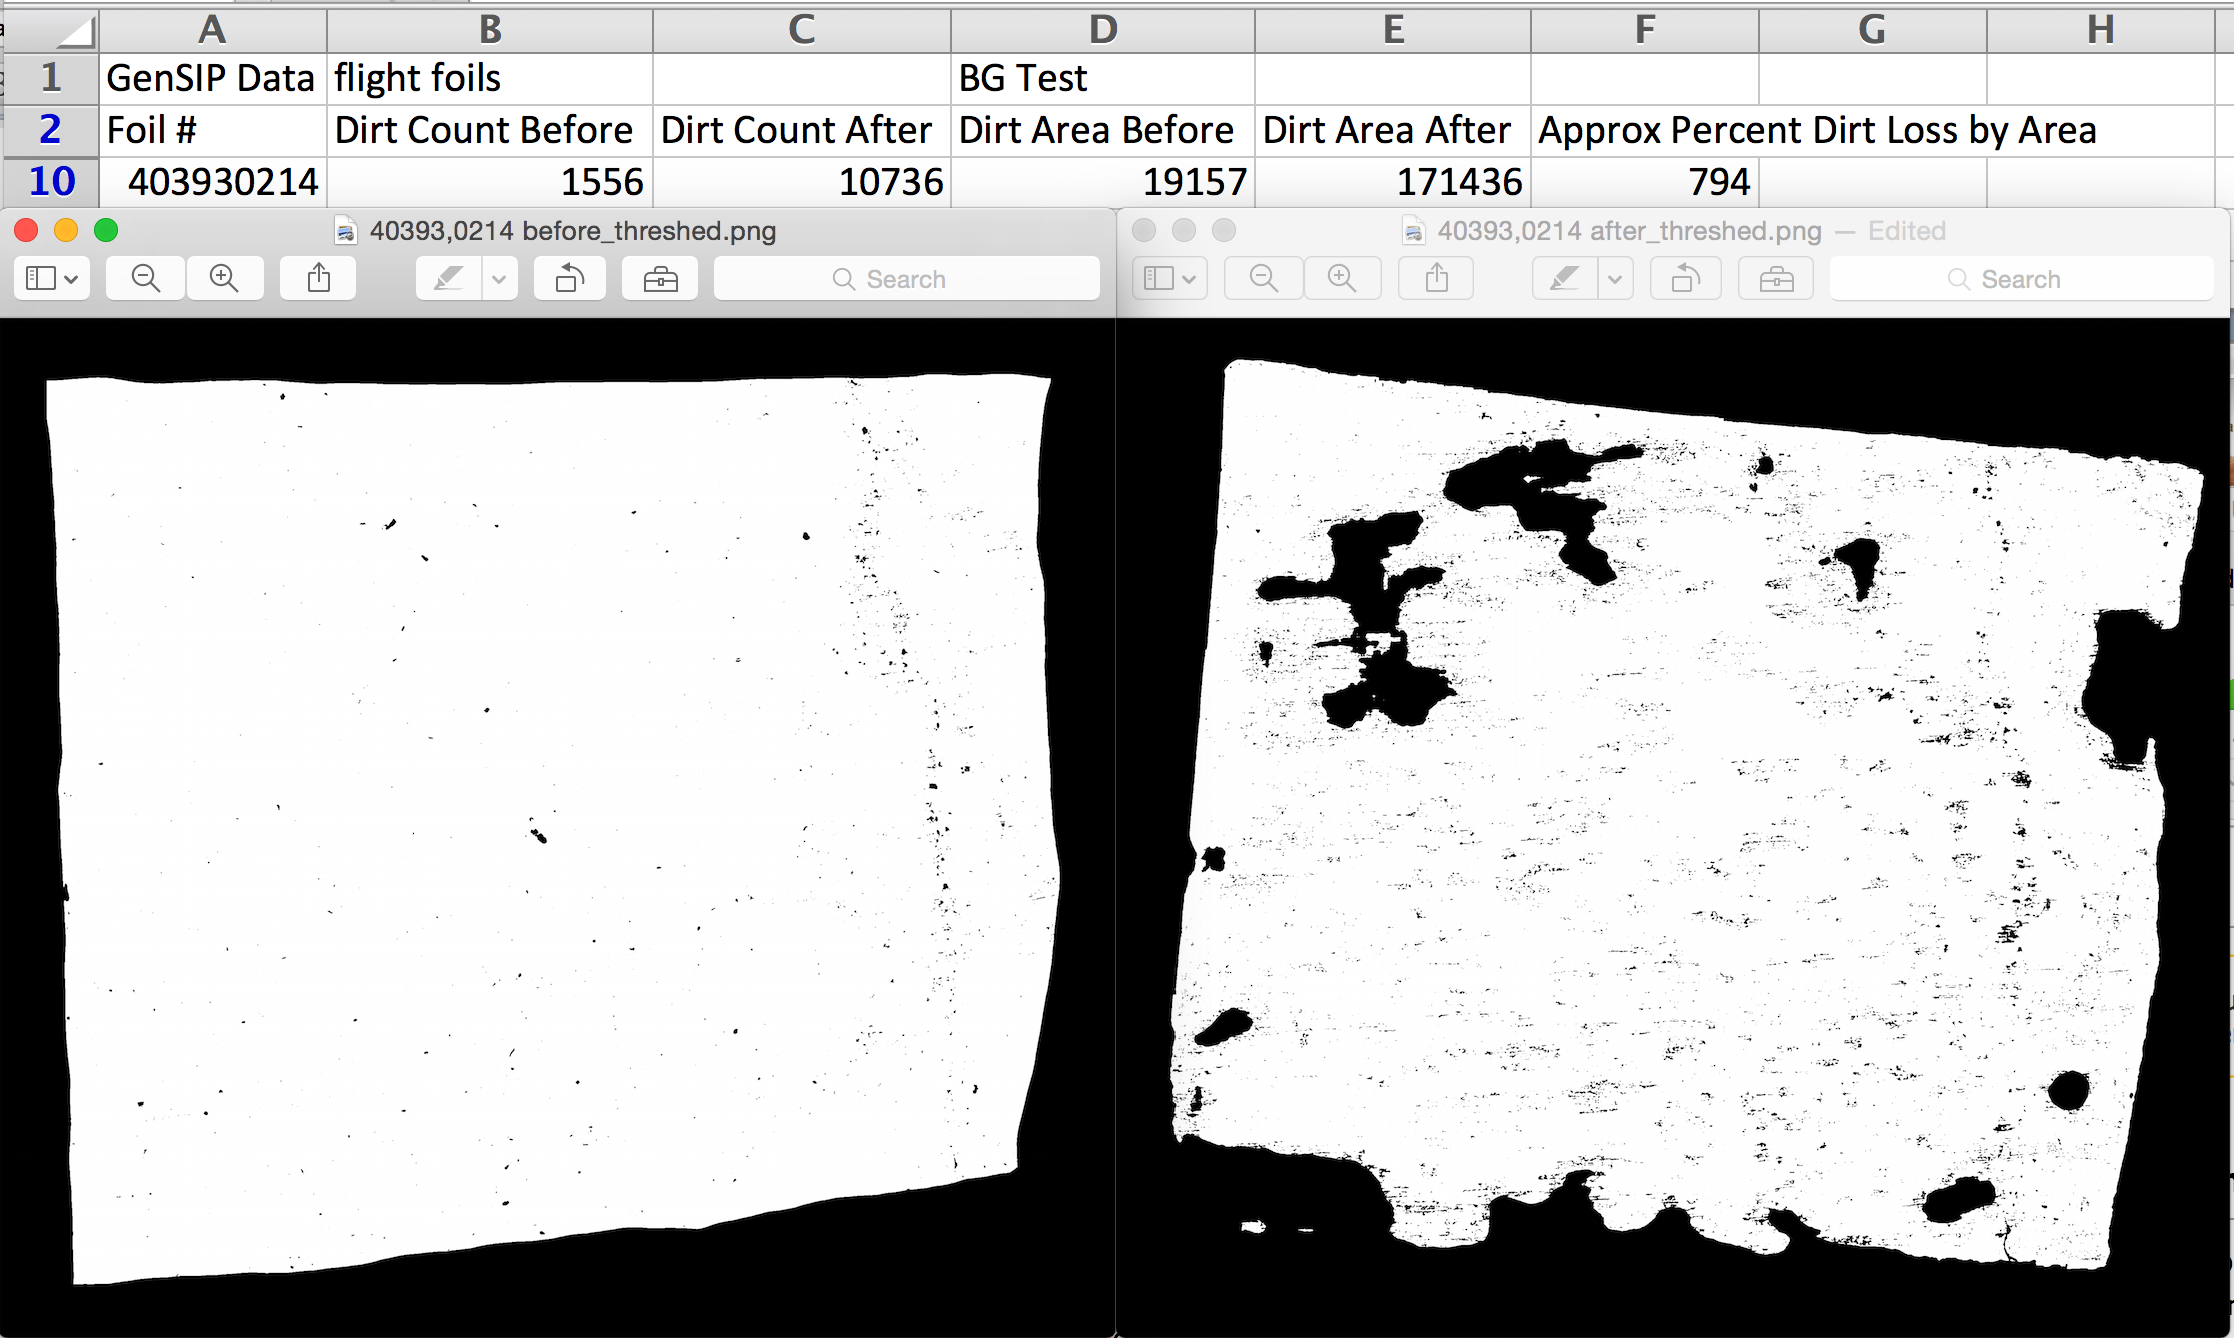 A B C D E F G H
1 GenSIP Data flight foils BG Test
2 Foil # Dirt Count Before Dirt Count After Dirt Area Before Dirt Area After Approx Percent Dirt Loss by Area
10 403930214 1556 10736 19157 171436 794
40393,0214 before_threshed.png
40393,0214 after_threshed.png — Edited
Search
Search